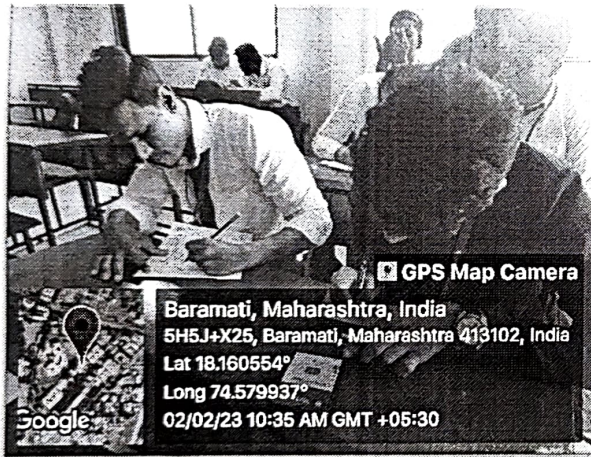 GPS Map Camera
Baramati, Maharashtra, India
5H5J+X25, Baramati, Maharashtra 413102, India
Lat 18.160554°
Long 74.579937°
02/02/23 10:35 AM GMT +05:30
Google